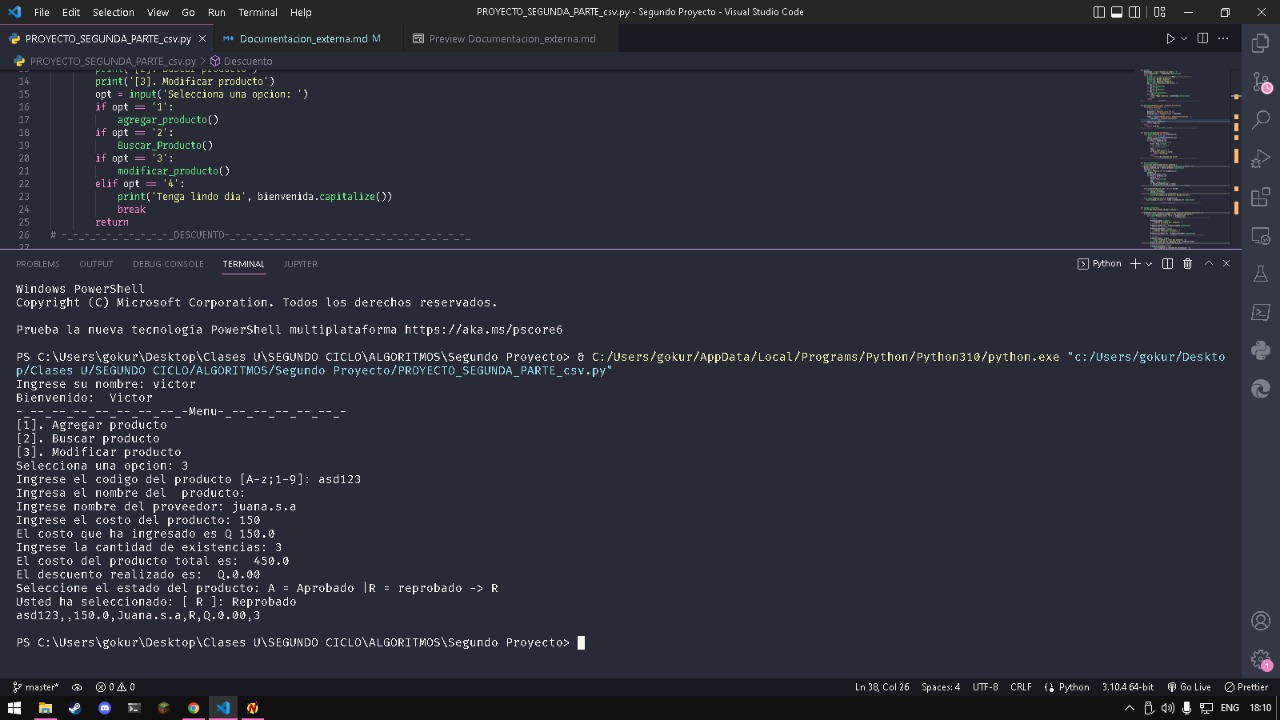 File Edit Selection View Go Run Terminal Help
PROYECTO_SEGUNDA_PARTE_csv.py - Segundo Proyecto - Visual Studio Code
PROYECTO_SEGUNDA_PARTE_csv.py
Documentacion_externa.md M
Preview Documentacion_externa.md
PROYECTO_SEGUNDA_PARTE_csv.py > Descuento
13 print('[2]. Buscar producto')
14 print('[3]. Modificar producto')
15 opt = input('Selecciona una opcion: ')
16 if opt == '1':
17 agregar_producto()
18 if opt == '2':
19 Buscar_Producto()
20 if opt == '3':
21 modificar_producto()
22 elif opt == '4':
23 print('Tenga lindo dia', bienvenida.capitalize())
24 break
25 return
26 # - - - - - - - - - - - - -DESCUENTO- - - - - - - - - - - - - - - - - -
27
PROBLEMS OUTPUT DEBUG CONSOLE TERMINAL JUPYTER
Python
Windows PowerShell
Copyright (C) Microsoft Corporation. Todos los derechos reservados.
Prueba la nueva tecnología PowerShell multiplataforma https://aka.ms/pscore6
PS C:\Users\gokur\Desktop\Clases U\SEGUNDO CICLO\ALGORITMOS\Segundo Proyecto> & C:/Users/gokur/AppData/Local/Programs/Python/Python310/python.exe "c:/Users/gokur/Deskto
p/Clases U/SEGUNDO CICLO/ALGORITMOS/Segundo Proyecto/PROYECTO_SEGUNDA_PARTE_csv.py"
Ingrese su nombre: victor
Bienvenido:  Victor
-_--_--_--_--_--_--_--_-Menu-_--_--_--_--_--_-
[1]. Agregar producto
[2]. Buscar producto
[3]. Modificar producto
Selecciona una opcion: 3
Ingrese el codigo del producto [A-z;1-9]: asd123
Ingresa el nombre del  producto:
Ingrese nombre del proveedor: juana.s.a
Ingrese el costo del producto: 150
El costo que ha ingresado es Q 150.0
Ingrese la cantidad de existencias: 3
El costo del producto total es:  450.0
El descuento realizado es:  Q.0.00
Seleccione el estado del producto: A = Aprobado |R = reprobado -> R
Usted ha seleccionado: [ R ]: Reprobado
asd123,,150.0,Juana.s.a,R,Q.0.00,3
PS C:\Users\gokur\Desktop\Clases U\SEGUNDO CICLO\ALGORITMOS\Segundo Proyecto>
master* 0 0 Ln 38, Col 26 Spaces: 4 UTF-8 CRLF Python 3.10.4 64-bit Go Live Prettier
1
ENG 18:10